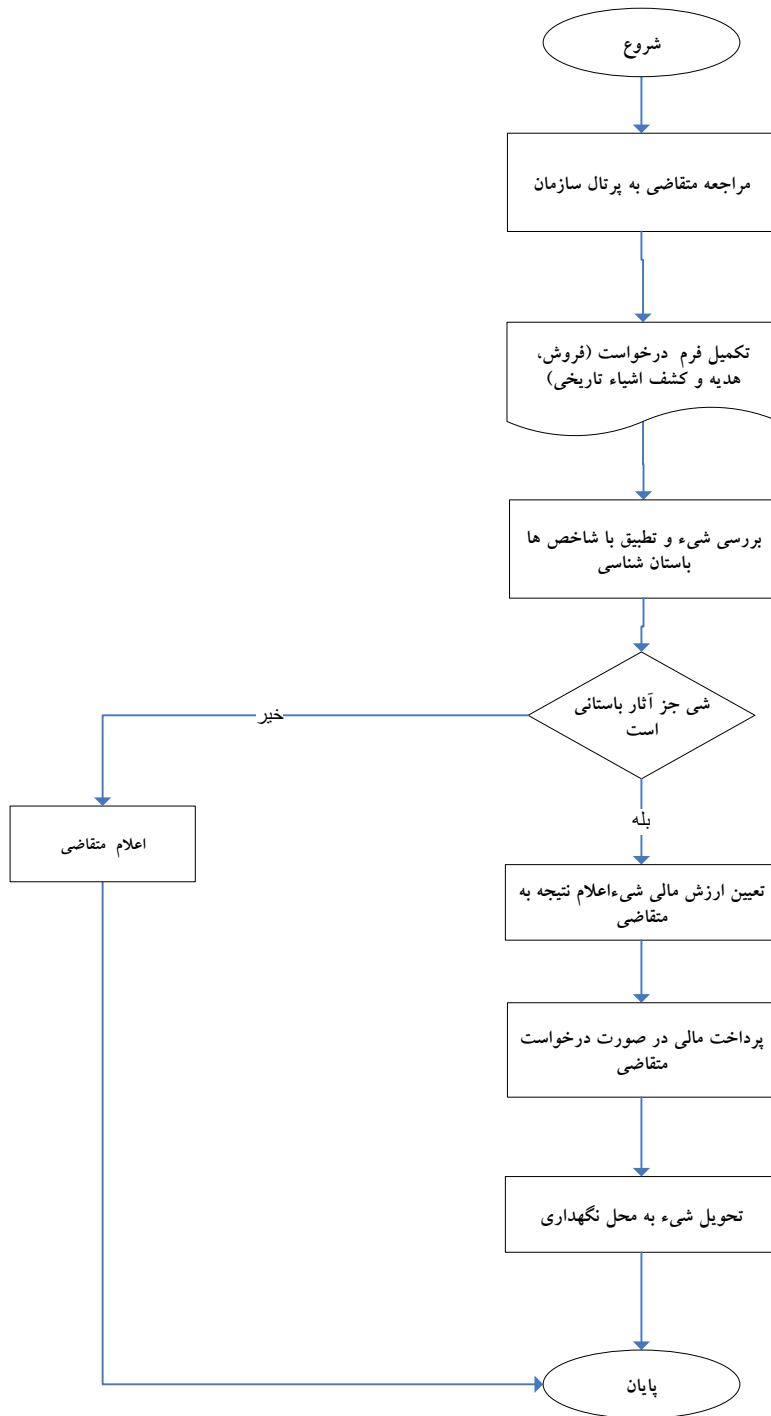 شروع
مراجعه متقاضی به پرتال سازمان
تکمیل فرم درخواست (فروش،
هدیه و کشف اشیاء تاریخی)
بررسی شیء و تطبیق با شاخص ها
باستان شناسی
شی جز آثار باستانی
است
خیر
بله
اعلام متقاضی
تعیین ارزش مالی شیءاعلام نتیجه به
متقاضی
پرداخت مالی در صورت درخواست
متقاضی
تحویل شیء به محل نگهداری
پایان